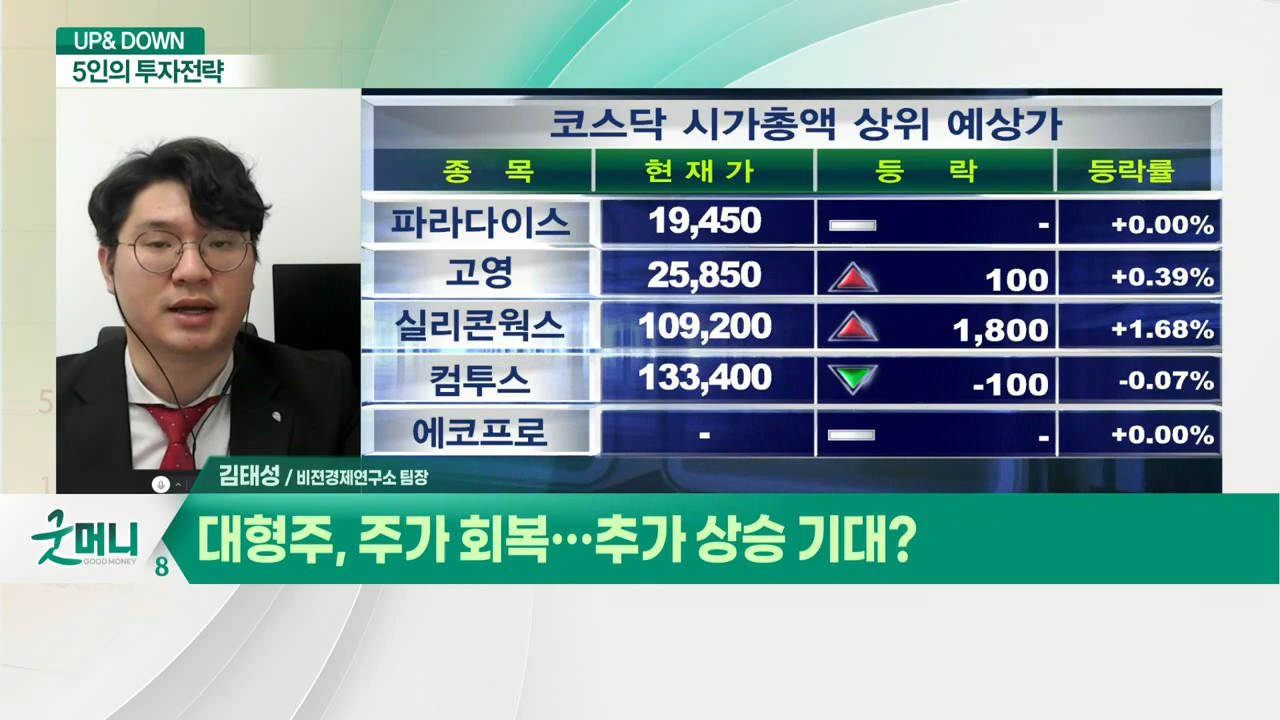 UP& DOWN
5인의 투자전략
코스닥 시가총액 상위 예상가
종 목 현 재 가 등 락 등락률
파라다이스 19,450 - +0.00%
고영 25,850 100 +0.39%
실리콘웍스 109,200 1,800 +1.68%
컴투스 133,400 -100 -0.07%
에코프로 - - +0.00%
5
1
김태성 / 비전경제연구소 팀장
굿머니
GOOD MONEY
8
대형주, 주가 회복…추가 상승 기대?